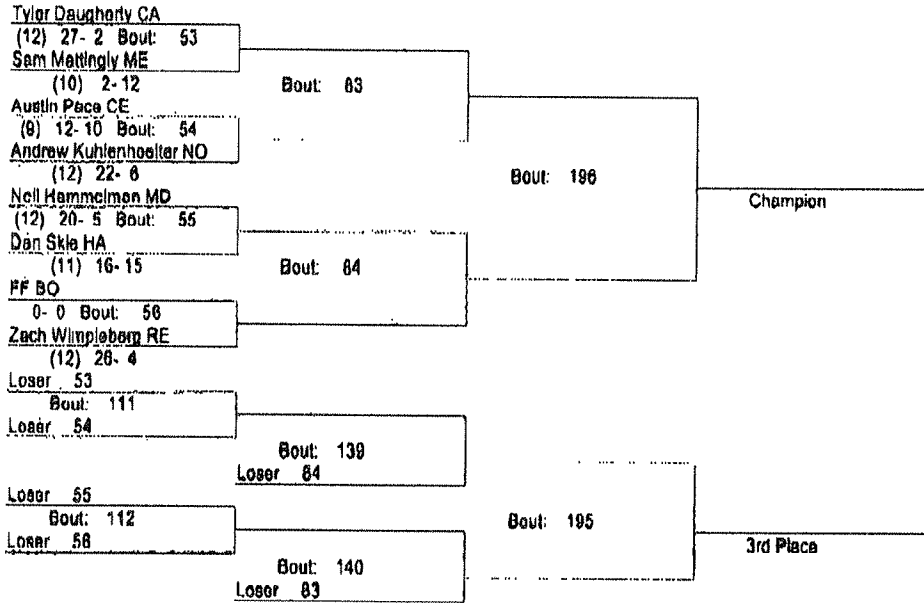 Tyler Daugherty CA
(12) 27- 2 Bout: 53
Sam Mattingly ME
(10) 2-12
Bout: 83
Austin Pace CE
(9) 12-10 Bout: 54
Andrew Kuhlenhoelter NO
(12) 22- 6
Bout: 196
Neil Hammelman MD
Champion
(12) 20- 5 Bout: 55
Dan Skie HA
(11) 16-15
Bout: 84
FF BO
0- 0 Bout: 56
Zach Wimpleberg RE
(12) 26- 4
Loser 53
Bout: 111
Loser 54
Bout: 139
Loser 84
Loser 55
Bout: 112
Loser 56
Bout: 195
3rd Place
Bout: 140
Loser 83